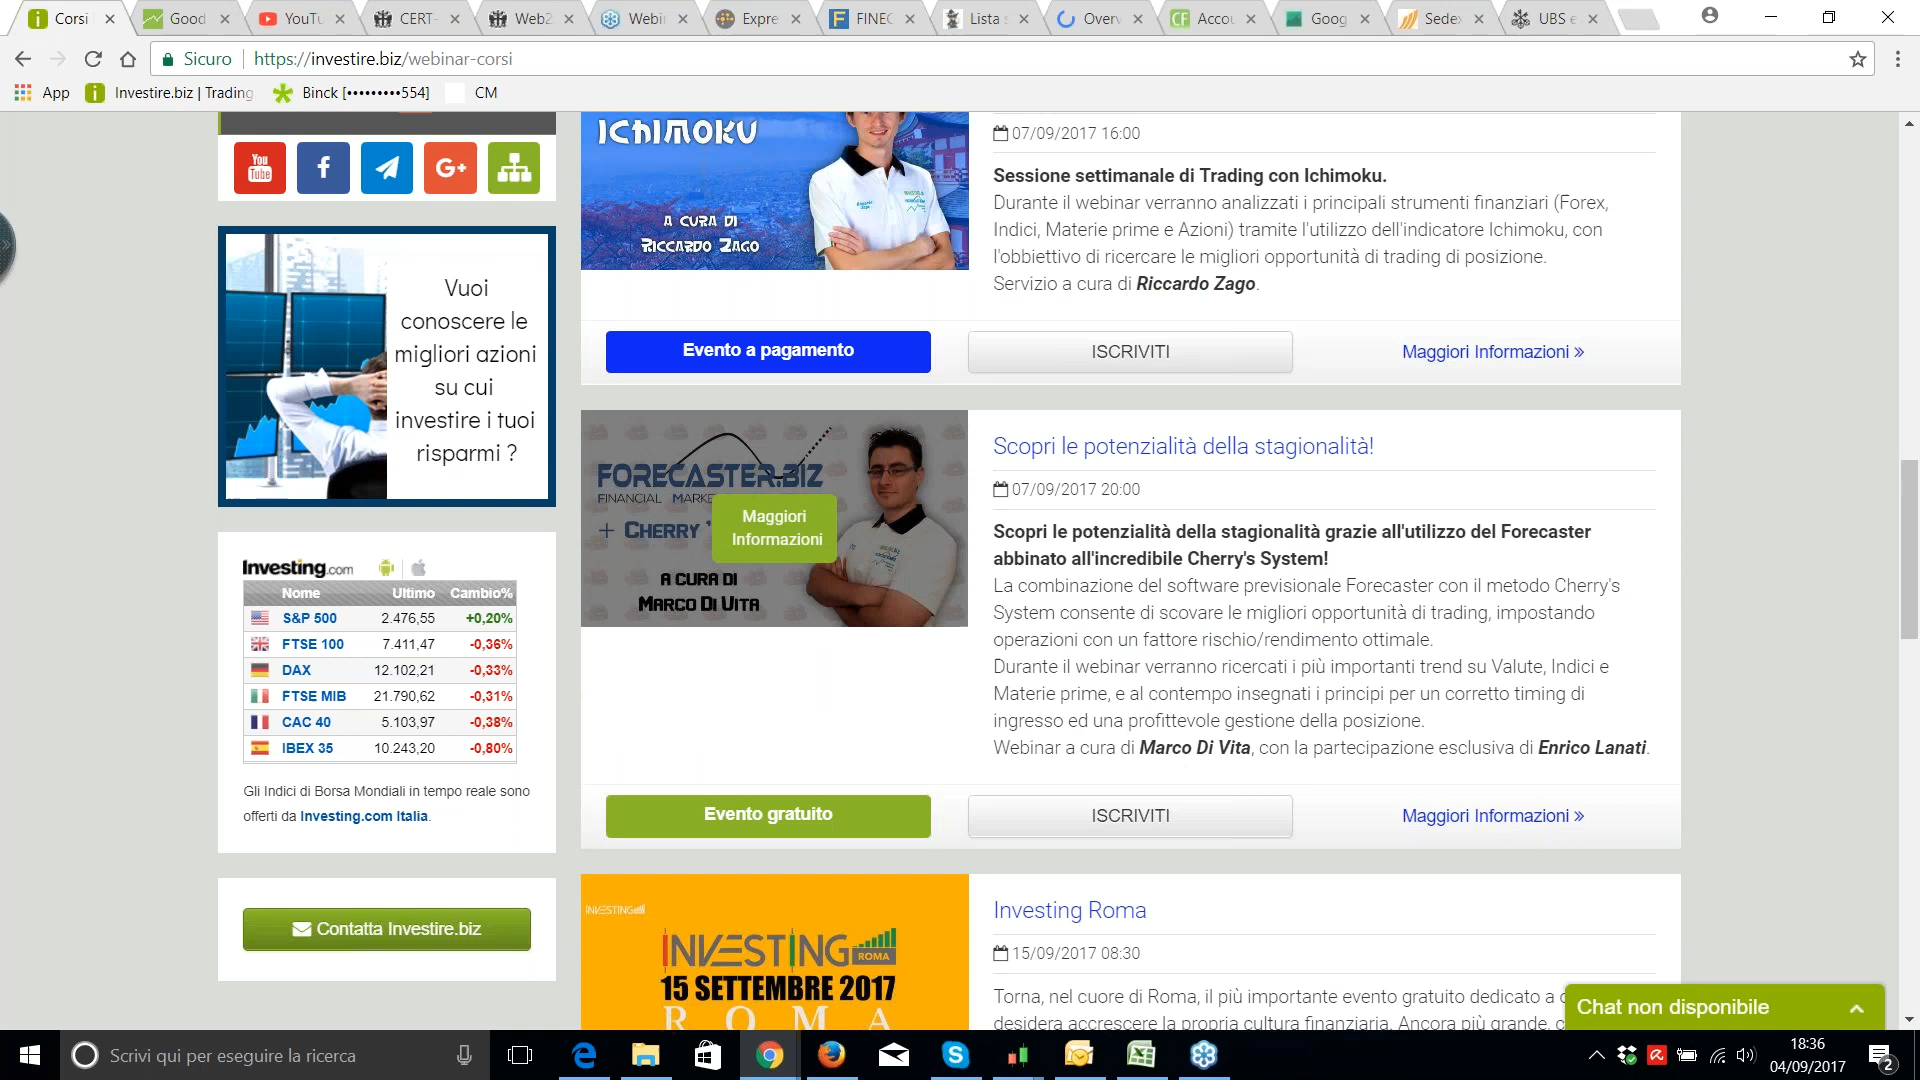 Corsi
Good
YouTu
CERT-
Web2
Webir
Expre
FINEC
Lista s
Over
Accou
Goog
Sedex
UBS e
Sicuro
https://investire.biz/webinar-corsi
App
Investire.biz | Trading
Binck [•••••••••554]
CM
You
Tube
f
G+
Vuoi
conoscere le
migliori azioni
su cui
investire i tuoi
risparmi ?
Investing.com
Nome Ultimo Cambio%
S&P 500 2.476,55 +0,20%
FTSE 100 7.411,47 -0,36%
DAX 12.102,21 -0,33%
FTSE MIB 21.790,62 -0,31%
CAC 40 5.103,97 -0,38%
IBEX 35 10.243,20 -0,80%
Gli Indici di Borsa Mondiali in tempo reale sono
offerti da Investing.com Italia.
Contatta Investire.biz
ICHIMOKU
A CURA DI
RICCARDO ZAGO
07/09/2017 16:00
Sessione settimanale di Trading con Ichimoku.
Durante il webinar verranno analizzati i principali strumenti finanziari (Forex,
Indici, Materie prime e Azioni) tramite l'utilizzo dell'indicatore Ichimoku, con
l'obbiettivo di ricercare le migliori opportunità di trading di posizione.
Servizio a cura di Riccardo Zago.
Evento a pagamento
ISCRIVITI
Maggiori Informazioni »
FORECASTER.BIZ
FINANCIAL MARKE
+ CHERRY'
Maggiori
Informazioni
A CURA DI
MARCO DI VITA
Scopri le potenzialità della stagionalità!
07/09/2017 20:00
Scopri le potenzialità della stagionalità grazie all'utilizzo del Forecaster
abbinato all'incredibile Cherry's System!
La combinazione del software previsionale Forecaster con il metodo Cherry's
System consente di scovare le migliori opportunità di trading, impostando
operazioni con un fattore rischio/rendimento ottimale.
Durante il webinar verranno ricercati i più importanti trend su Valute, Indici e
Materie prime, e al contempo insegnati i principi per un corretto timing di
ingresso ed una profittevole gestione della posizione.
Webinar a cura di Marco Di Vita, con la partecipazione esclusiva di Enrico Lanati.
Evento gratuito
ISCRIVITI
Maggiori Informazioni »
INVESTING
INVESTING
ROMA
15 SETTEMBRE 2017
ROMA
Investing Roma
15/09/2017 08:30
Torna, nel cuore di Roma, il più importante evento gratuito dedicato a c
desidera accrescere la propria cultura finanziaria. Ancora più grande, c
Chat non disponibile
Scrivi qui per eseguire la ricerca
18:36
04/09/2017
2